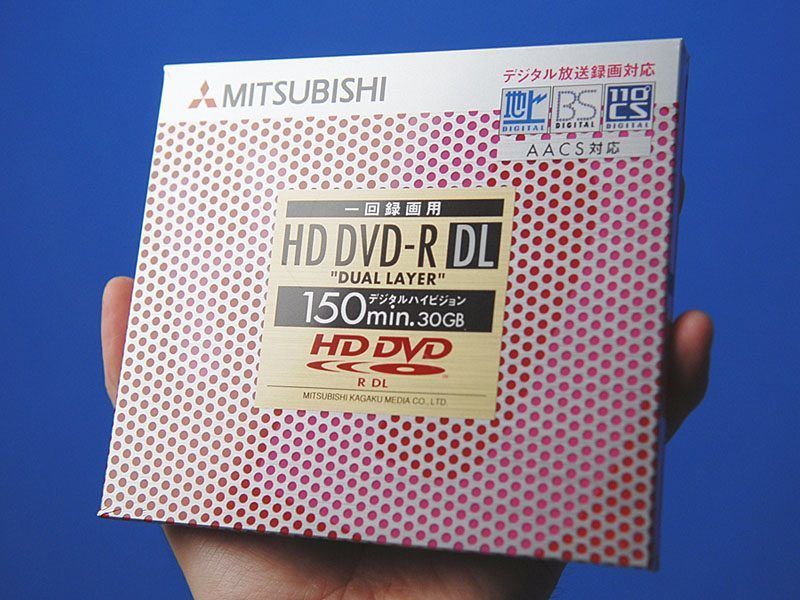 MITSUBISHI
デジタル放送録画対応
地上 DIGITAL
BS DIGITAL
110° CS DIGITAL
AACS対応
一回録画用
HD DVD-R DL
"DUAL LAYER"
150min. デジタルハイビジョン 30GB
HD DVD
R DL
MITSUBISHI KAGAKU MEDIA CO., LTD.